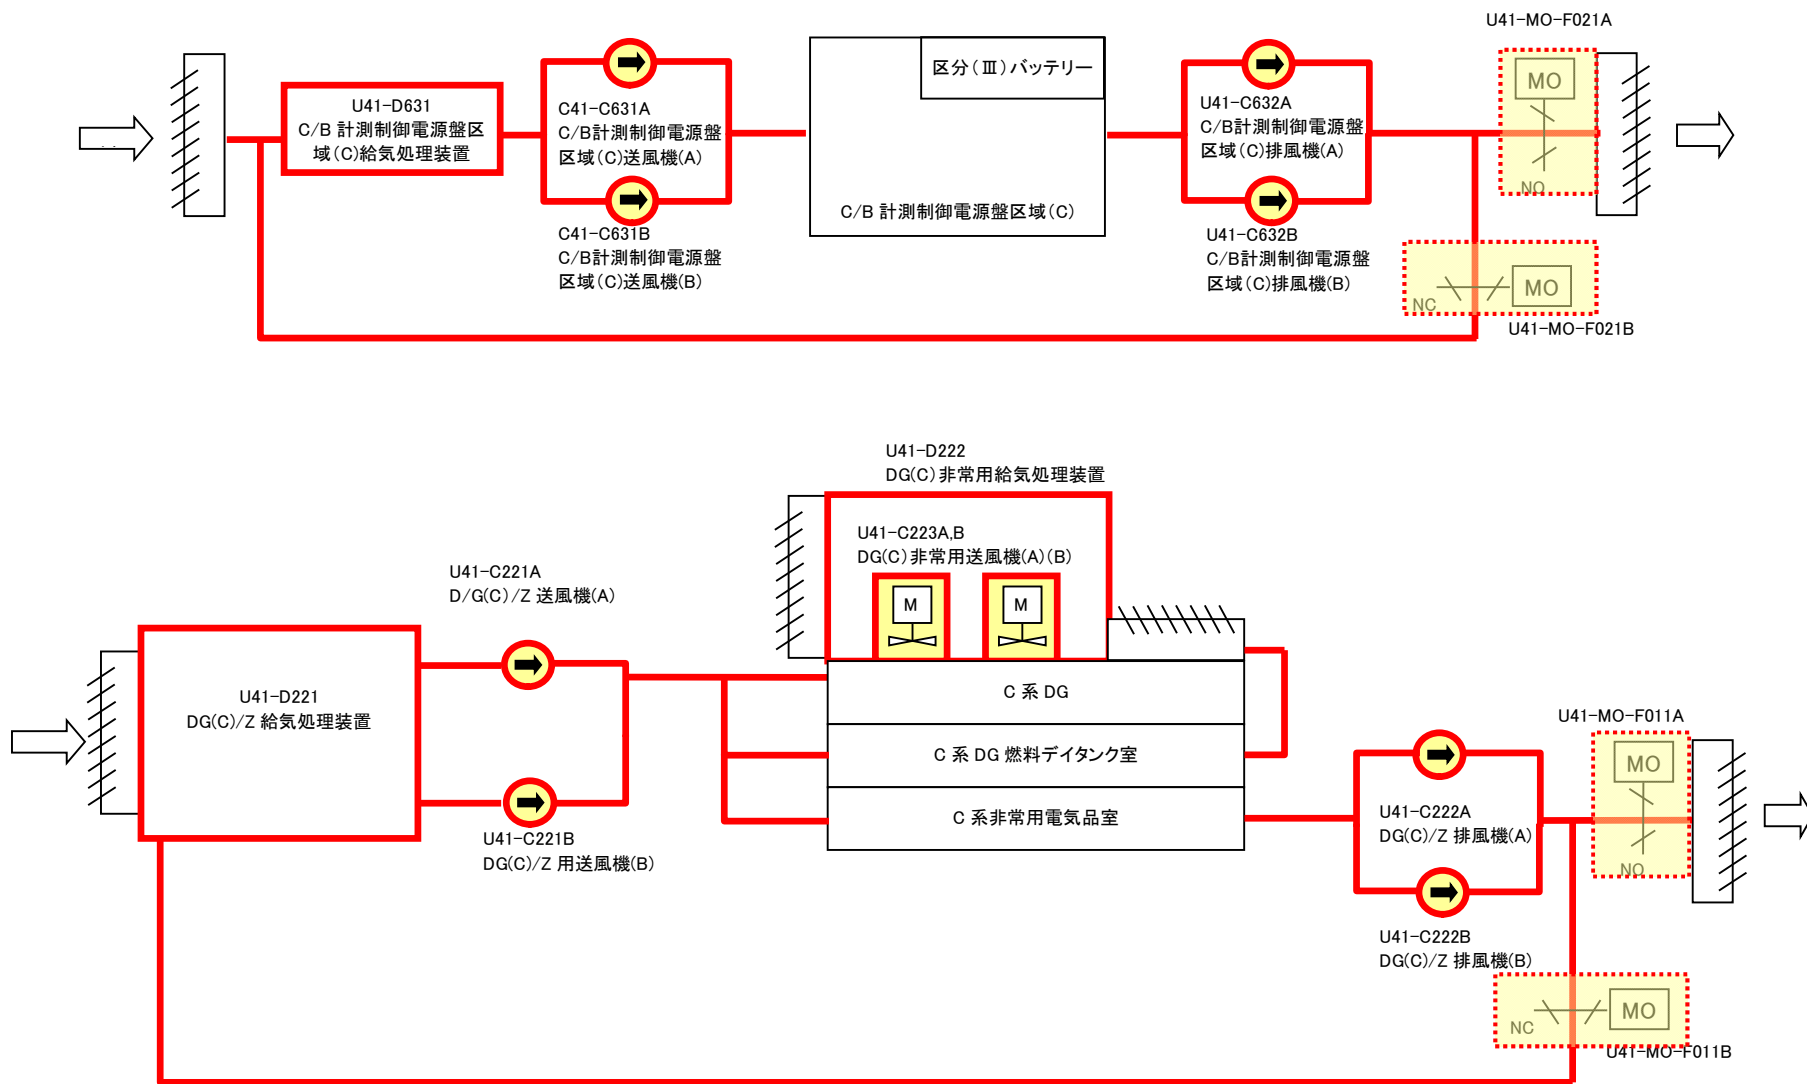 U41-MO-F021A
区分(Ⅲ)バッテリー
MO
U41-D631
C/B 計測制御電源盤区
域(C)給気処理装置
C41-C631A
C/B計測制御電源盤
区域(C)送風機(A)
U41-C632A
C/B計測制御電源盤
区域(C)排風機(A)
NO
C/B 計測制御電源盤区域(C)
C41-C631B
C/B計測制御電源盤
区域(C)送風機(B)
U41-C632B
C/B計測制御電源盤
区域(C)排風機(B)
NC
MO
U41-MO-F021B
U41-D222
DG(C)非常用給気処理装置
U41-C223A,B
DG(C)非常用送風機(A)(B)
U41-C221A
D/G(C)/Z 送風機(A)
M
M
U41-D221
DG(C)/Z 給気処理装置
C 系 DG
U41-MO-F011A
C 系 DG 燃料デイタンク室
MO
U41-C222A
DG(C)/Z 排風機(A)
C 系非常用電気品室
U41-C221B
DG(C)/Z 用送風機(B)
NO
U41-C222B
DG(C)/Z 排風機(B)
NC
MO
U41-MO-F011B